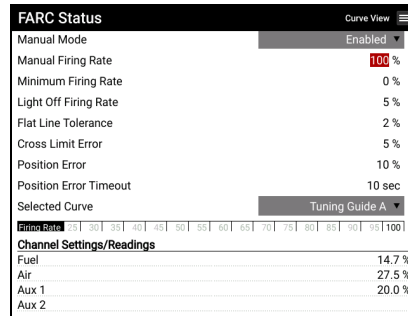 FARC Status Curve View
Manual Mode Enabled
Manual Firing Rate 100 %
Minimum Firing Rate 0 %
Light Off Firing Rate 5 %
Flat Line Tolerance 2 %
Cross Limit Error 5 %
Position Error 10 %
Position Error Timeout 10 sec
Selected Curve Tuning Guide A
Firing Rate 25 30 35 40 45 50 55 60 65 70 75 80 85 90 95 100
Channel Settings/Readings
Fuel 14.7 %
Air 27.5 %
Aux 1 20.0 %
Aux 2